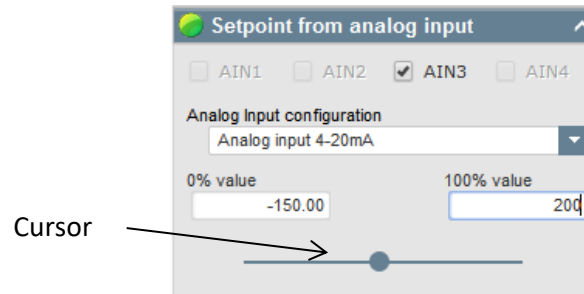 Setpoint from analog input
AIN1 AIN2 AIN3 AIN4
Analog Input configuration
Analog input 4-20mA
0% value 100% value
-150.00 200
Cursor